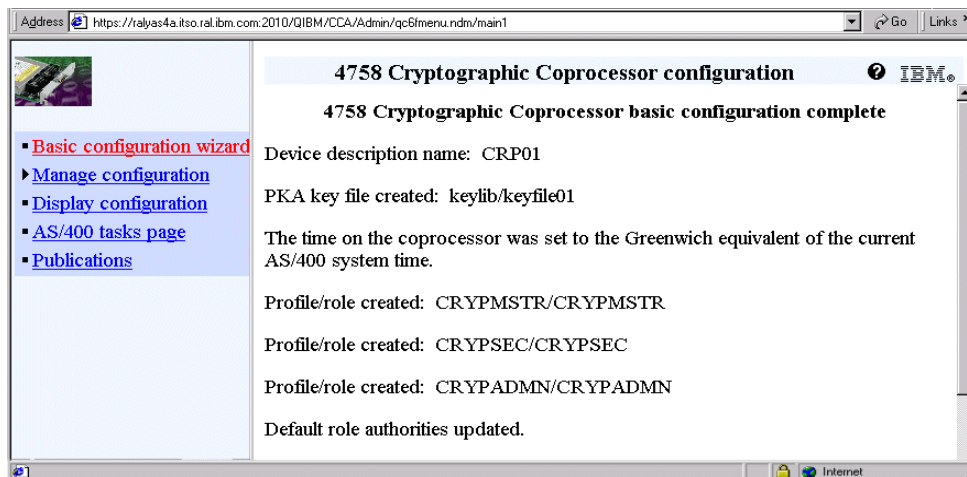 Address https://ralyas4a.itso.ral.ibm.com:2010/QIBM/CCA/Admin/qc6fmenu.ndm/main1 Go Links
4758 Cryptographic Coprocessor configuration ? IBM®
4758 Cryptographic Coprocessor basic configuration complete
Basic configuration wizard
Manage configuration
Display configuration
AS/400 tasks page
Publications
Device description name: CRP01
PKA key file created: keylib/keyfile01
The time on the coprocessor was set to the Greenwich equivalent of the current
AS/400 system time.
Profile/role created: CRYPMSTR/CRYPMSTR
Profile/role created: CRYPSEC/CRYPSEC
Profile/role created: CRYPADMN/CRYPADMN
Default role authorities updated.
Internet